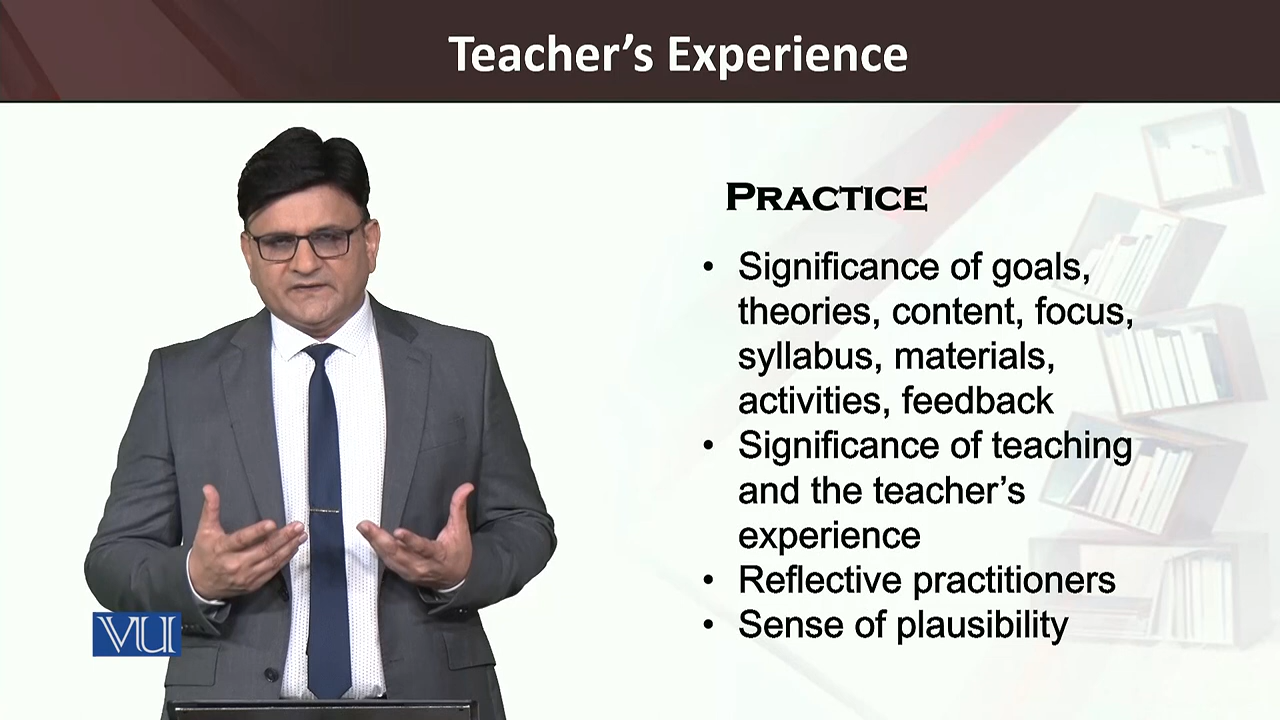 Teacher’s Experience
PRACTICE
• Significance of goals,
theories, content, focus,
syllabus, materials,
activities, feedback
• Significance of teaching
and the teacher’s
experience
• Reflective practitioners
• Sense of plausibility
VU